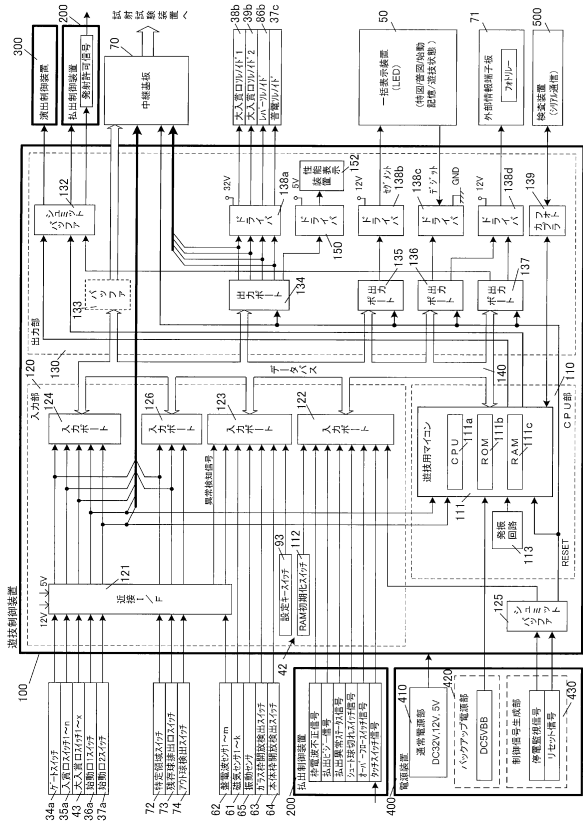 遊技制御装置
100
34a ゲートスイッチ
35a 入賞口スイッチ1～n
43 大入賞口スイッチ1～x
36a 始動口1スイッチ
37a 始動口2スイッチ
72 特定領域スイッチ
73 残存球排出口スイッチ
74 アウト球検出スイッチ
62 盤電波センサ1～m
61 磁気センサ1～k
65 振動センサ
63 ガラス枠開放検出スイッチ
64 本体枠開放検出スイッチ
200
払出制御装置
枠電波不正信号
払出ビジー信号
払出異常ステータス信号
シュート球切れスイッチ信号
オーバーフロースイッチ信号
タッチスイッチ信号
400
電源装置
通常電源部
DC32V,12V,5V
410
バックアップ電源部
420
DC5VBB
制御信号生成部
停電監視信号
リセット信号
430
120
入力部
12V
5V
121
近接
I/F
124
入力ポート
126
入力ポート
123
入力ポート
122
入力ポート
異常検知信号
設定キースイッチ
93
RAM初期化スイッチ
112
42
遊技用マイコン
111
CPU
111a
ROM
111b
RAM
111c
発振回路
113
RESET
125
シュミットバッファ
CPU部
110
データバス
140
130
出力部
132
シュミットバッファ
133
バッファ
出力ポート
134
出力ポート
135
出力ポート
136
出力ポート
137
32V
ドライバ
138a
5V
性能表示装置
152
ドライバ
150
12V
セグメント
ドライバ
138b
デジット
ドライバ
138c
GND
12V
ドライバ
138d
フォトカプラ
139
300
演出制御装置
200
払出制御装置
発射許可信号
70
中継基板
試射試験装置へ
38b 大入賞口ソレノイド1
39b 大入賞口ソレノイド2
86b レバーソレノイド
37c 普電ソレノイド
50
一括表示装置
(LED)
(特図/普図/始動
記憶/遊技状態)
71
外部情報端子板
フォトリレー
500
検査装置
(シリアル通信)